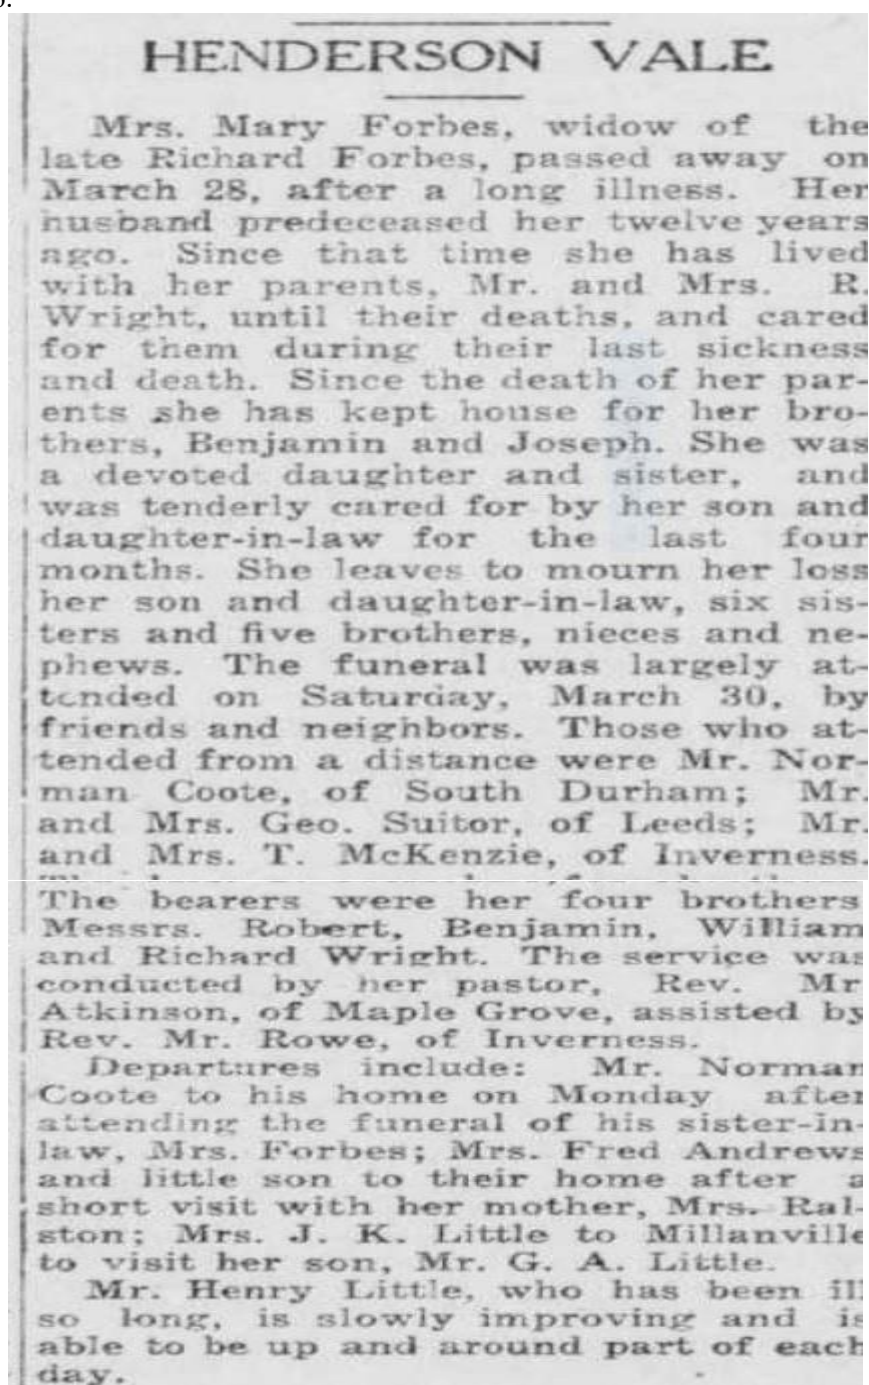 HENDERSON VALE
Mrs. Mary Forbes, widow of the
late Richard Forbes, passed away on
March 28, after a long illness. Her
husband predeceased her twelve years
ago. Since that time she has lived
with her parents, Mr. and Mrs. R.
Wright, until their deaths, and cared
for them during their last sickness
and death. Since the death of her par-
ents she has kept house for her bro-
thers, Benjamin and Joseph. She was
a devoted daughter and sister, and
was tenderly cared for by her son and
daughter-in-law for the last four
months. She leaves to mourn her loss
her son and daughter-in-law, six sis-
ters and five brothers, nieces and ne-
phews. The funeral was largely at-
tended on Saturday, March 30, by
friends and neighbors. Those who at-
tended from a distance were Mr. Nor-
man Coote, of South Durham; Mr.
and Mrs. Geo. Suitor, of Leeds; Mr.
and Mrs. T. McKenzie, of Inverness.
The bearers were her four brothers
Messrs. Robert, Benjamin, William
and Richard Wright. The service was
conducted by her pastor, Rev. Mr
Atkinson, of Maple Grove, assisted by
Rev. Mr. Rowe, of Inverness.
Departures include: Mr. Norman
Coote to his home on Monday after
attending the funeral of his sister-in-
law, Mrs. Forbes; Mrs. Fred Andrews
and little son to their home after a
short visit with her mother, Mrs. Ral-
ston; Mrs. J. K. Little to Millanville
to visit her son, Mr. G. A. Little.
Mr. Henry Little, who has been ill
so long, is slowly improving and is
able to be up and around part of each
day.